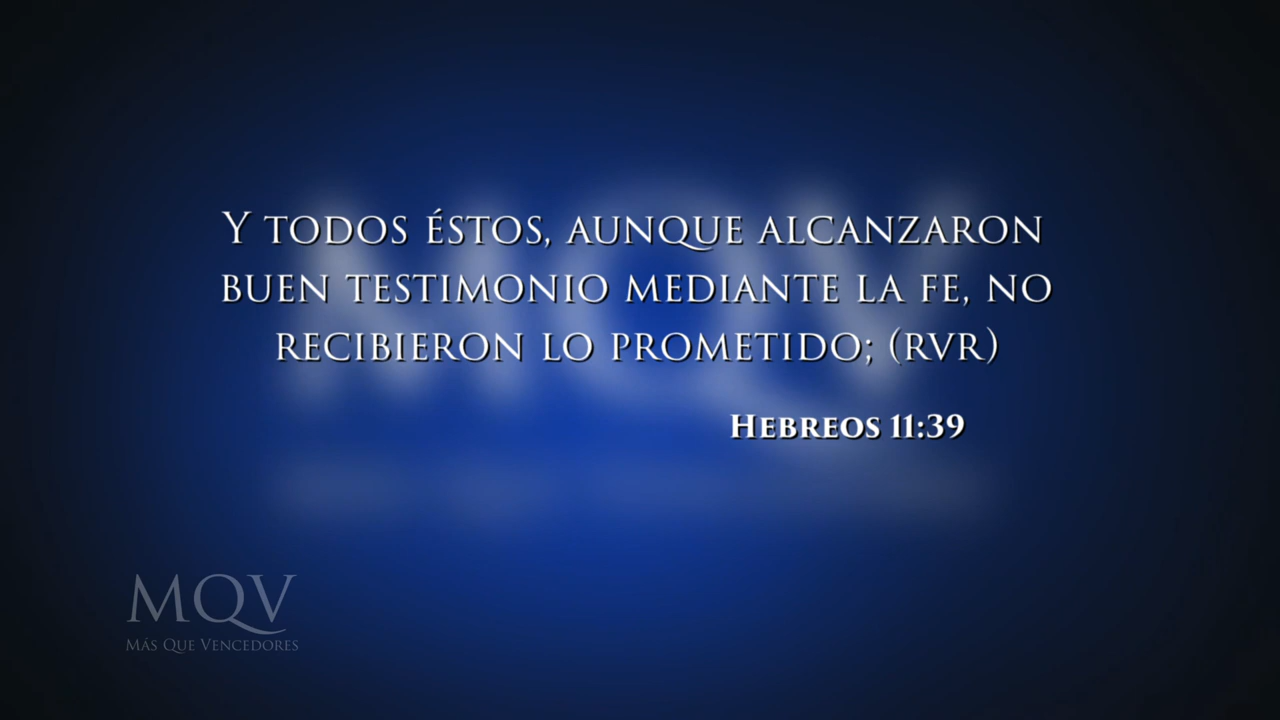 Y todos éstos, aunque alcanzaron
buen testimonio mediante la fe, no
recibieron lo prometido; (RVR)
Hebreos 11:39
MQV
Más Que Vencedores